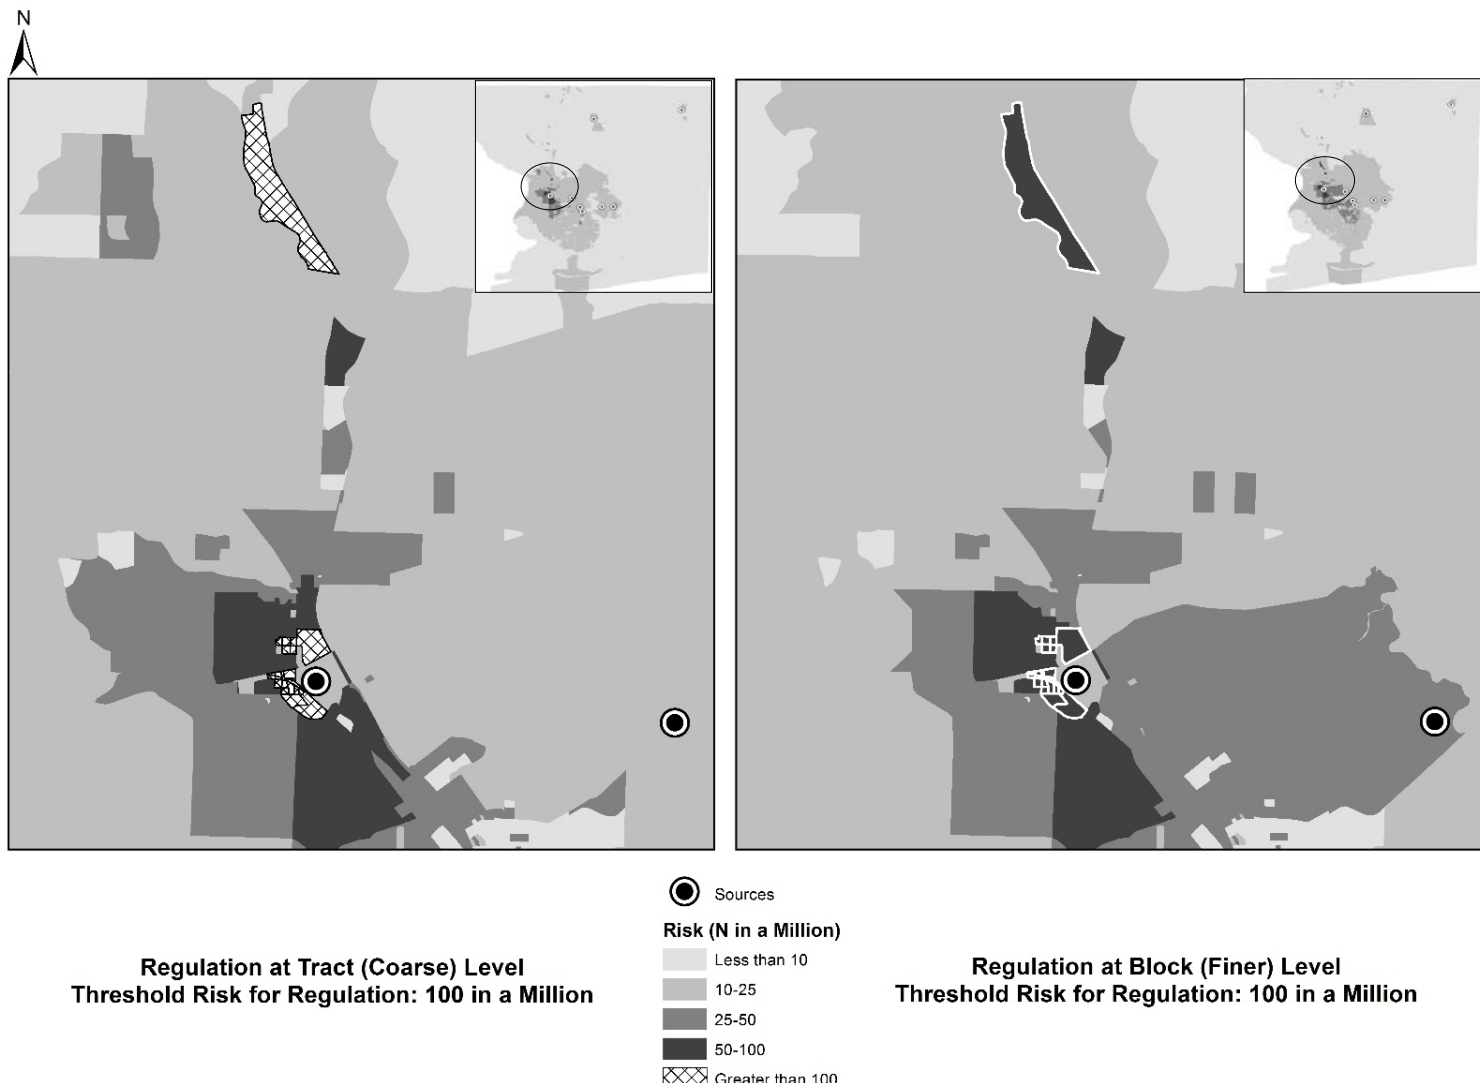 N
Sources
Risk (N in a Million)
Less than 10
10-25
25-50
50-100
Greater than 100
Regulation at Tract (Coarse) Level
Threshold Risk for Regulation: 100 in a Million
Regulation at Block (Finer) Level
Threshold Risk for Regulation: 100 in a Million